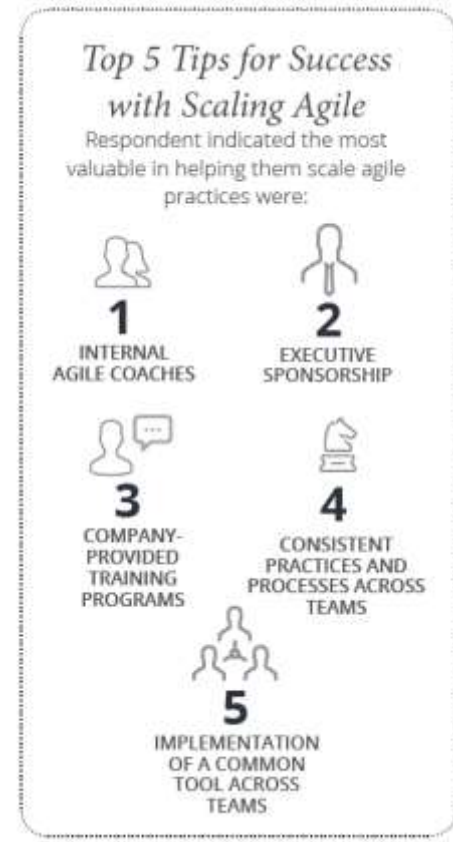 Top 5 Tips for Success
with Scaling Agile
Respondent indicated the most
valuable in helping them scale agile
practices were:
1
INTERNAL
AGILE COACHES
2
EXECUTIVE
SPONSORSHIP
3
COMPANY-
PROVIDED
TRAINING
PROGRAMS
4
CONSISTENT
PRACTICES AND
PROCESSES ACROSS
TEAMS
5
IMPLEMENTATION
OF A COMMON
TOOL ACROSS
TEAMS